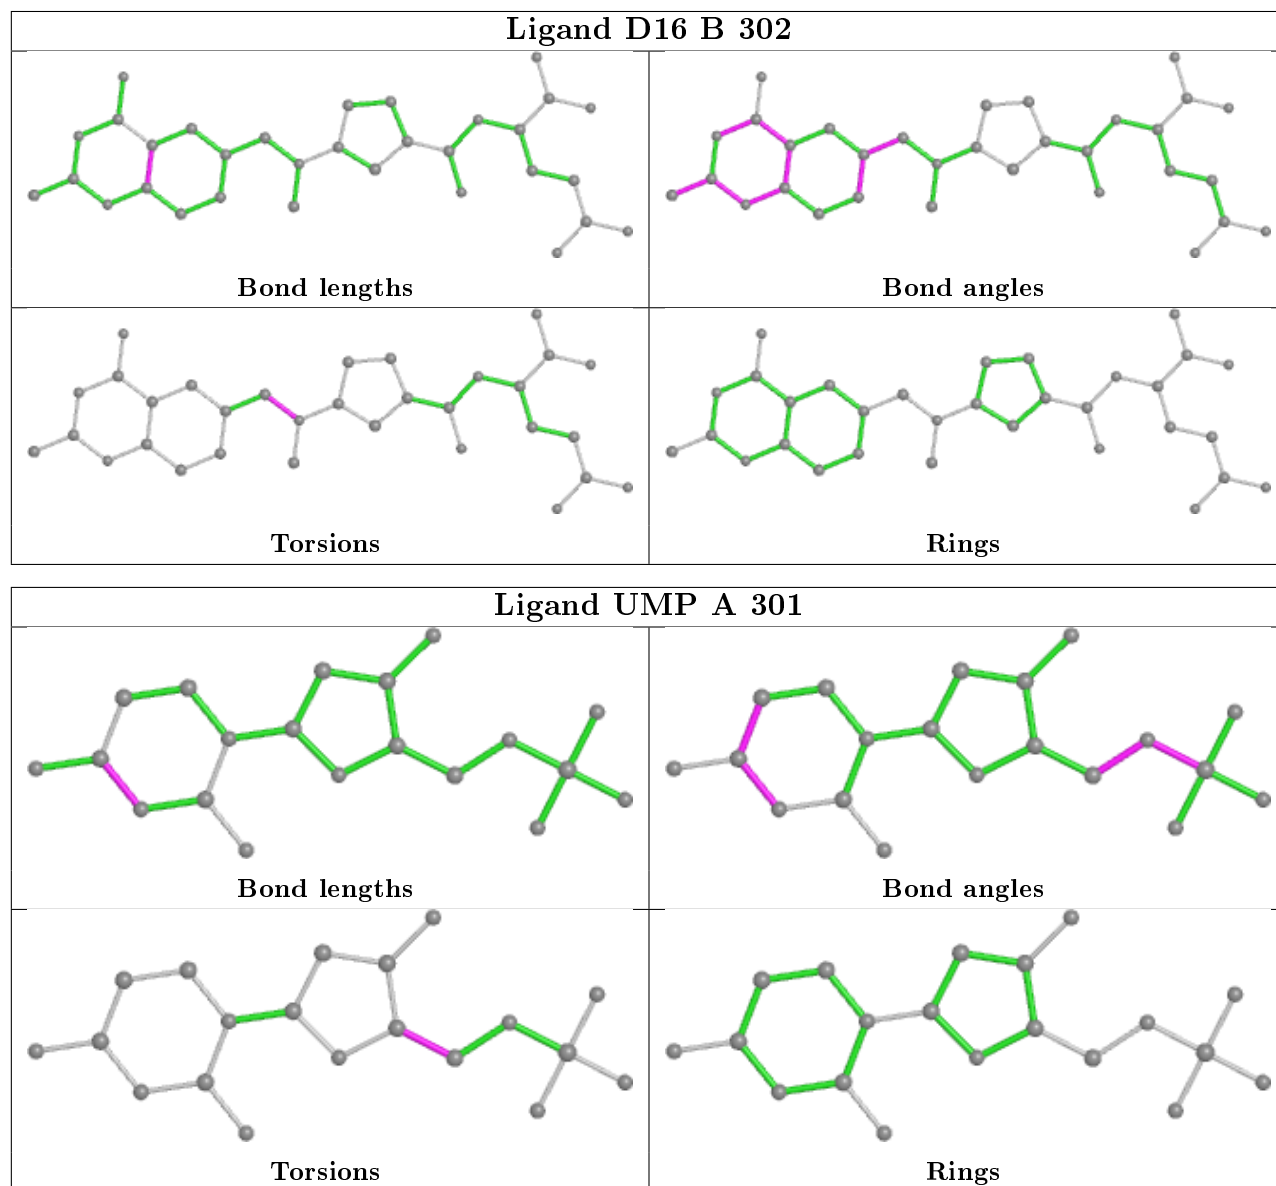 Ligand D16 B 302
Bond lengths
Bond angles
Torsions
Rings
Ligand UMP A 301
Bond lengths
Bond angles
Torsions
Rings